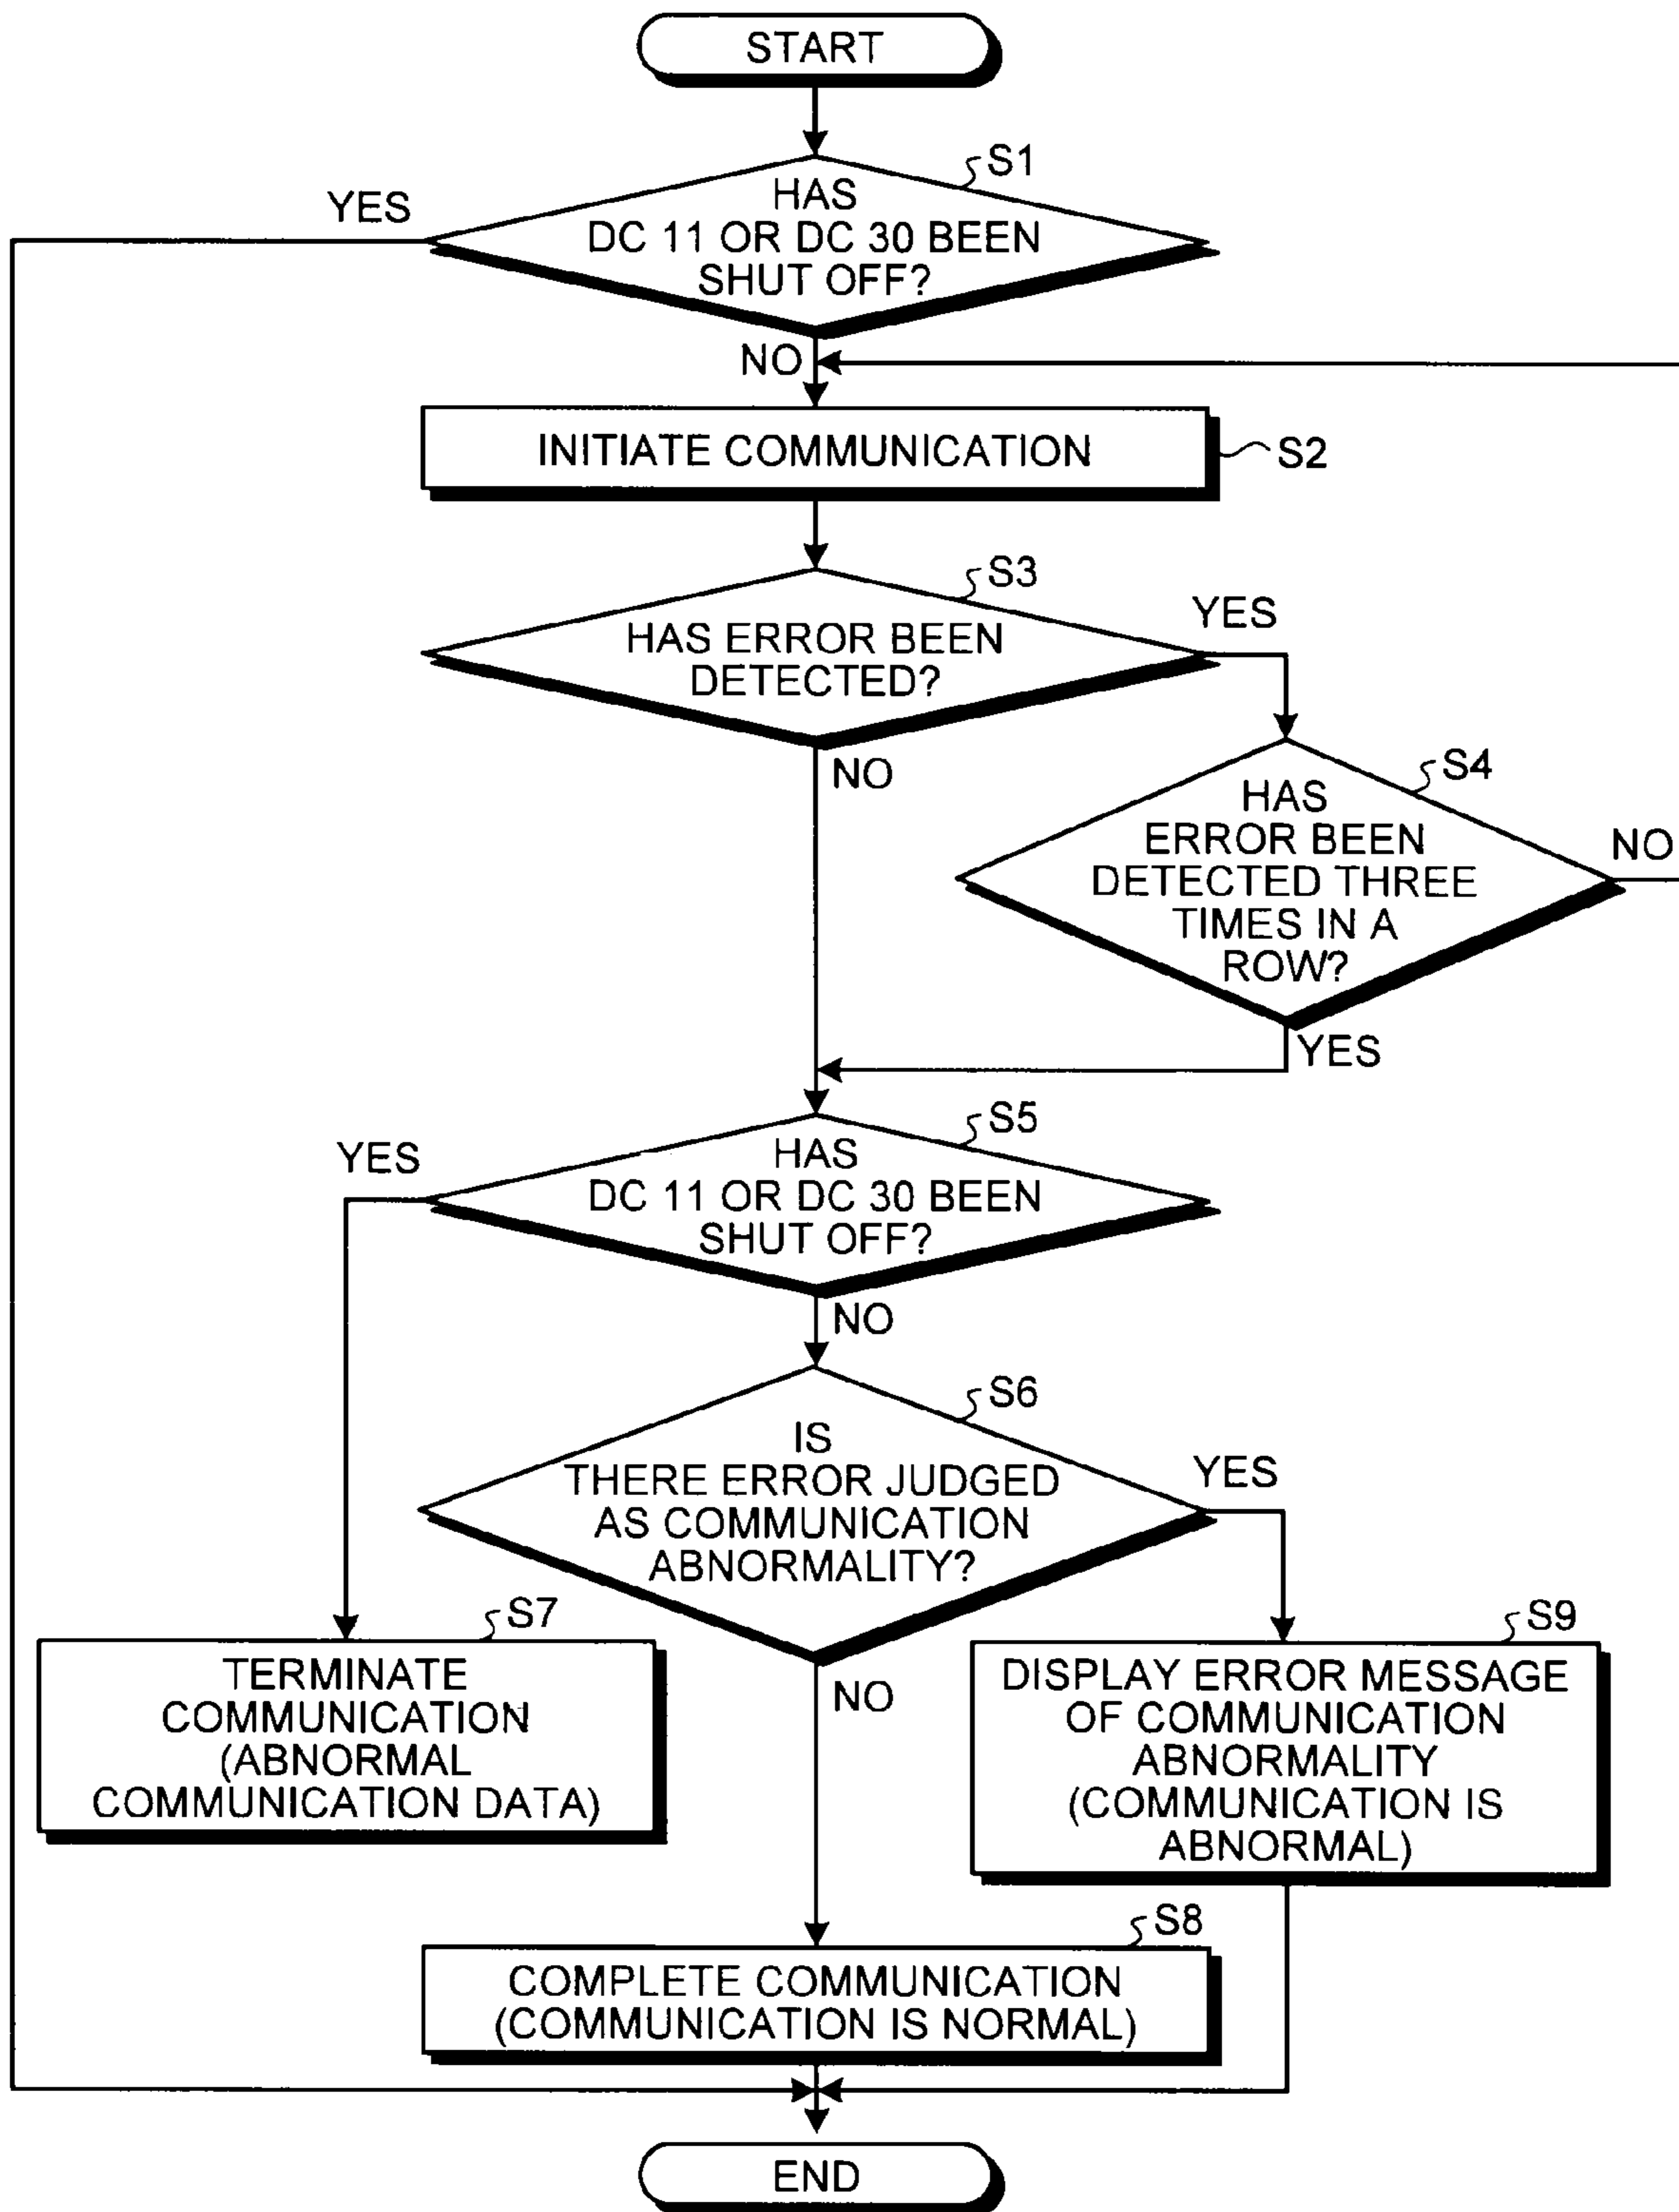 START
S1
YES
HAS
DC 11 OR DC 30 BEEN
SHUT OFF?
NO
INITIATE COMMUNICATION
S2
S3
YES
HAS ERROR BEEN
DETECTED?
NO
S4
HAS
ERROR BEEN
DETECTED THREE
TIMES IN A
ROW?
NO
YES
S5
YES
HAS
DC 11 OR DC 30 BEEN
SHUT OFF?
NO
S6
IS
THERE ERROR JUDGED
AS COMMUNICATION
ABNORMALITY?
YES
NO
S7
TERMINATE
COMMUNICATION
(ABNORMAL
COMMUNICATION DATA)
S9
DISPLAY ERROR MESSAGE
OF COMMUNICATION
ABNORMALITY
(COMMUNICATION IS
ABNORMAL)
S8
COMPLETE COMMUNICATION
(COMMUNICATION IS NORMAL)
END